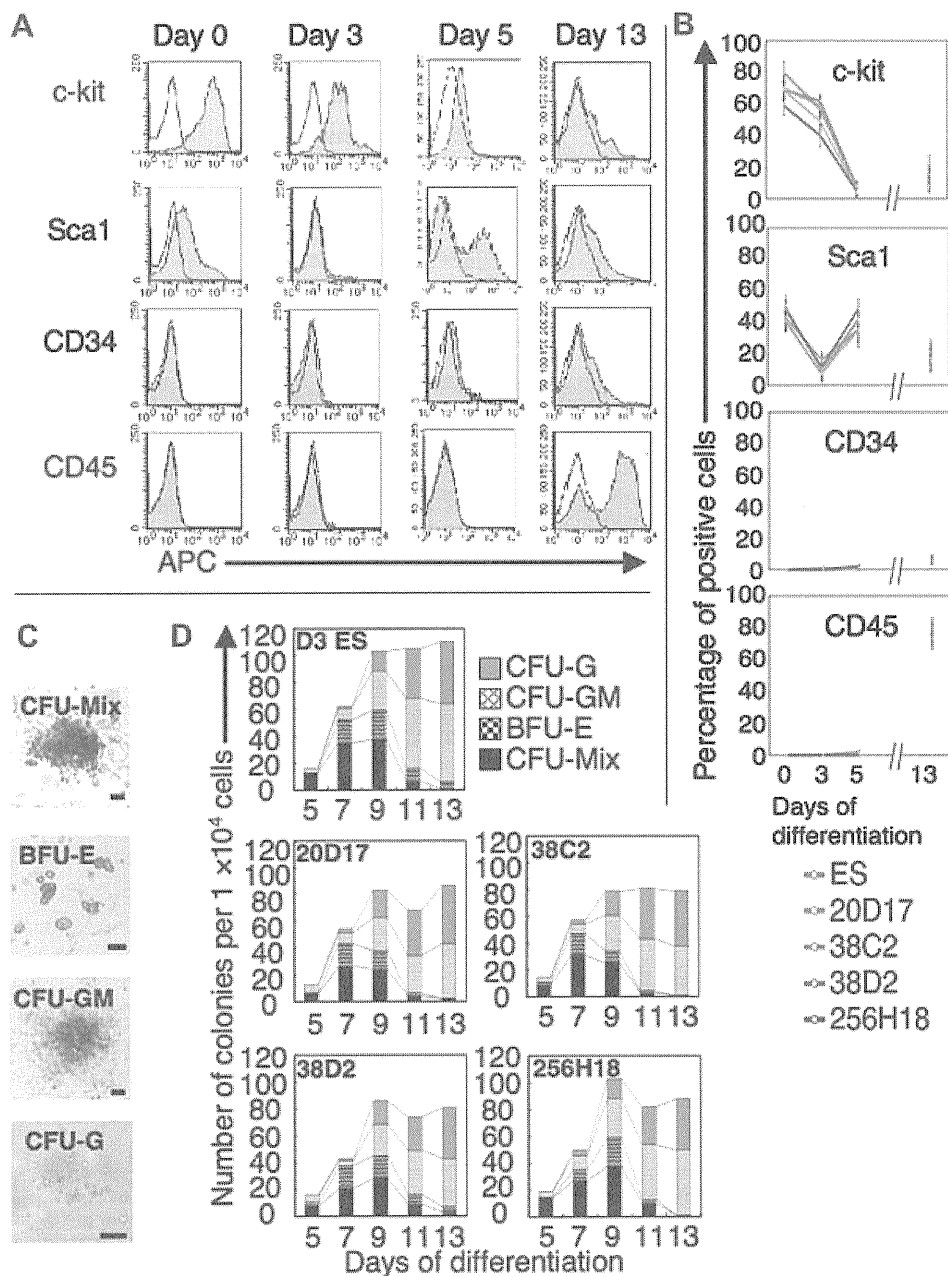 A
Day 0 Day 3 Day 5 Day 13
c-kit
Sca1
CD34
CD45
APC
B
c-kit
100
80
60
40
20
0
Sca1
100
80
60
40
20
0
CD34
100
80
60
40
20
0
CD45
100
80
60
40
20
0
Percentage of positive cells
0 3 5 // 13
Days of
differentiation
ES
20D17
38C2
38D2
256H18
C
CFU-Mix
BFU-E
CFU-GM
CFU-G
D
Number of colonies per 1 ×10⁴ cells
D3 ES
120
100
80
60
40
20
0
5 7 9 11 13
CFU-G
CFU-GM
BFU-E
CFU-Mix
20D17
120
100
80
60
40
20
0
5 7 9 11 13
38C2
120
100
80
60
40
20
0
5 7 9 11 13
38D2
120
100
80
60
40
20
0
5 7 9 11 13
256H18
120
100
80
60
40
20
0
5 7 9 11 13
Days of differentiation